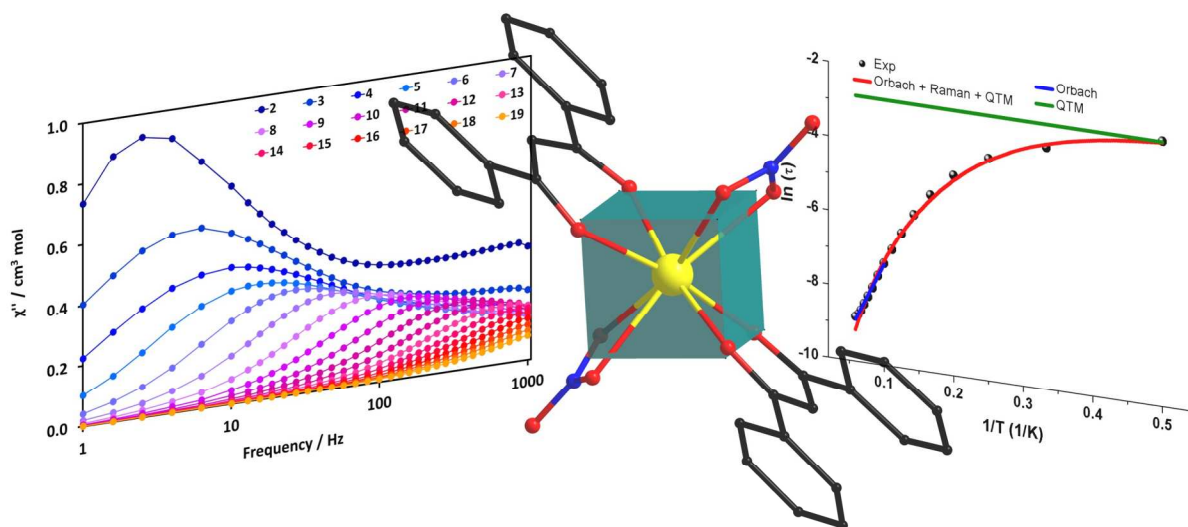 χ'' / cm³ mol
1.0
0.8
0.6
0.4
0.2
0.0
2 3 4 5 6 7
8 9 10 11 12 13
14 15 16 17 18 19
1 10 100 1000
Frequency / Hz
ln (τ)
-2
-4
-6
-8
-10
Exp
Orbach + Raman + QTM
Orbach
QTM
0.1 0.2 0.3 0.4 0.5
1/T (1/K)